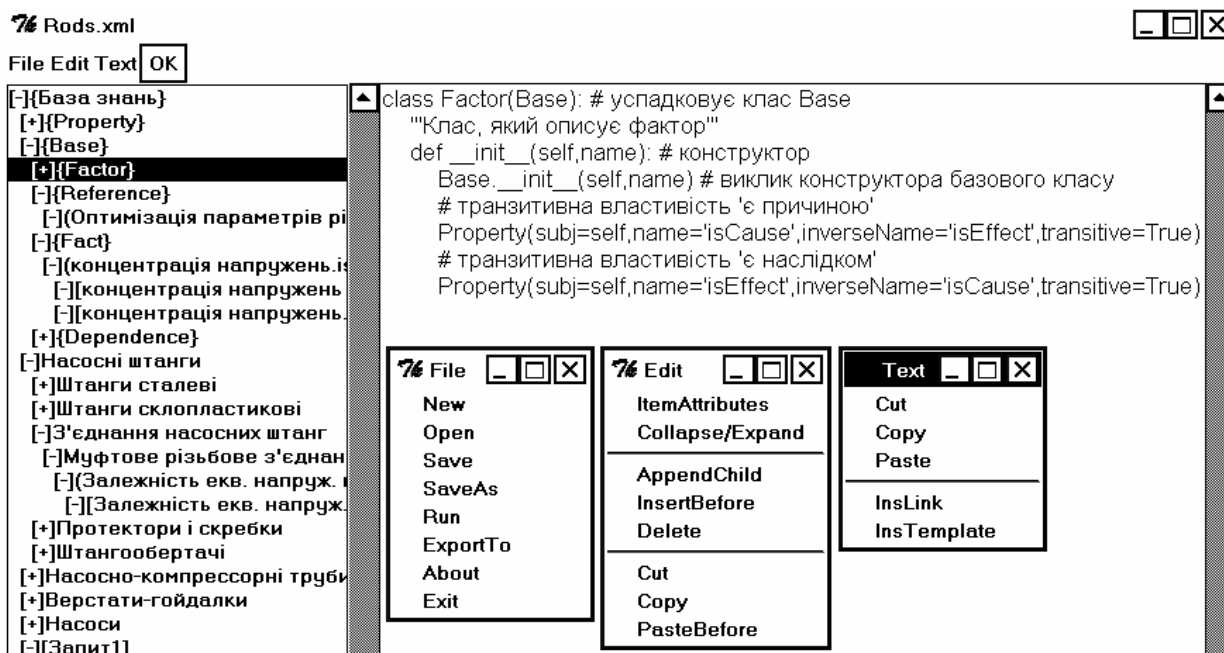 Rods.xml
File Edit Text OK
[-]{База знань}
[+]{Property}
[-]{Base}
[+]{Factor}
[-]{Reference}
[-](Оптимізація параметрів рі
[-]{Fact}
[-](концентрація напружень.is
[-][концентрація напружень
[-][концентрація напружень.
[+]{Dependence}
[-]Насосні штанги
[+]Штанги сталеві
[+]Штанги склопластикові
[-]З'єднання насосних штанг
[-]Муфтове різьбове з'єднан
[-](Залежність екв. напруж.
[-][Залежність екв. напруж.
[+]Протектори і скребки
[+]Штангообертачі
[+]Насосно-компрессорні труби
[+]Верстати-гойдалки
[+]Насоси
[-][Запит1]
class Factor(Base): # успадковує клас Base
'''Клас, який описує фактор'''
def __init__(self,name): # конструктор
Base.__init__(self,name) # виклик конструктора базового класу
# транзитивна властивість 'є причиною'
Property(subj=self,name='isCause',inverseName='isEffect',transitive=True)
# транзитивна властивість 'є наслідком'
Property(subj=self,name='isEffect',inverseName='isCause',transitive=True)
File
New
Open
Save
SaveAs
Run
ExportTo
About
Exit
Edit
ItemAttributes
Collapse/Expand
AppendChild
InsertBefore
Delete
Cut
Copy
PasteBefore
Text
Cut
Copy
Paste
InsLink
InsTemplate